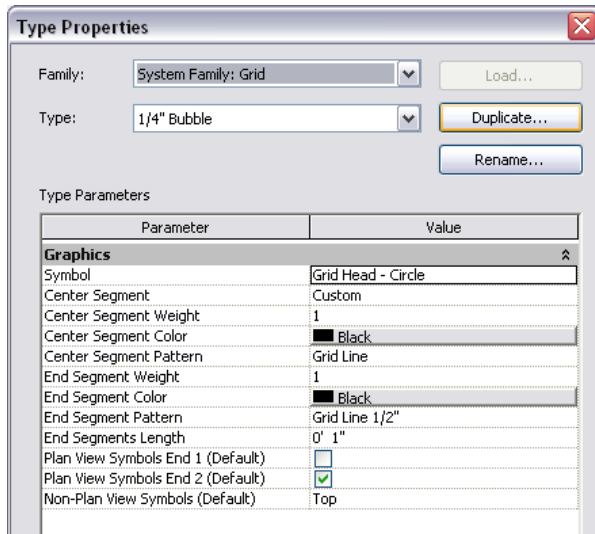 Type Properties
Family: System Family: Grid Load...
Type: 1/4" Bubble Duplicate...
Rename...
Type Parameters
Parameter Value
Graphics
Symbol Grid Head - Circle
Center Segment Custom
Center Segment Weight 1
Center Segment Color Black
Center Segment Pattern Grid Line
End Segment Weight 1
End Segment Color Black
End Segment Pattern Grid Line 1/2"
End Segments Length 0' 1"
Plan View Symbols End 1 (Default)
Plan View Symbols End 2 (Default)
Non-Plan View Symbols (Default) Top